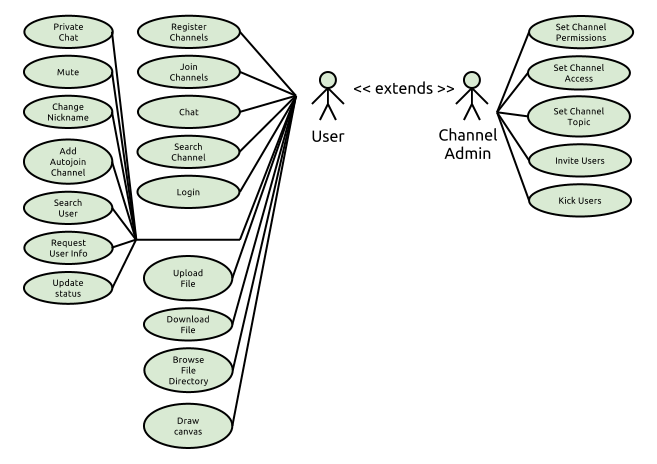 Private
Chat
Mute
Change
Nickname
Add
Autojoin
Channel
Search
User
Request
User Info
Update
status
Register
Channels
Join
Channels
Chat
Search
Channel
Login
Upload
File
Download
File
Browse
File
Directory
Draw
canvas
User
<< extends >>
Channel
Admin
Set Channel
Permissions
Set Channel
Access
Set Channel
Topic
Invite Users
Kick Users